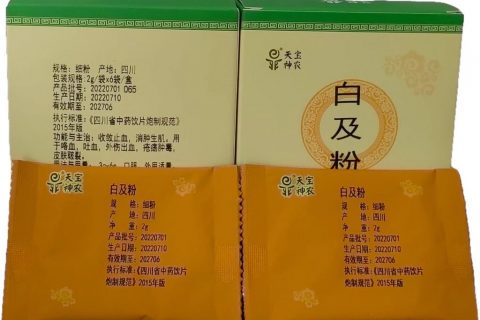 规格：细粉 产地：四川
包装规格：2g/袋x6袋/盒
产品批号：20220701 065
生产日期：20220710
有效期至：202706
执行标准：《四川省中药饮片炮制规范》
2015年版
功能与主治：收敛止血，消肿生肌，用
于咯血，吐血，外伤出血，疮疡肿毒，
皮肤皲裂。
天宝
神农
白及粉
天宝
神农
白及粉
规格：细粉
产地：四川
净重：2g
产品批号：20220701
生产日期：20220710
有效期至：202706
执行标准：《四川省中药饮片
炮制规范》2015年版
天宝
神农
白及粉
规格：细粉
产地：四川
净重：2g
产品批号：20220701
生产日期：20220710
有效期至：202706
执行标准：《四川省中药饮片
炮制规范》2015年版